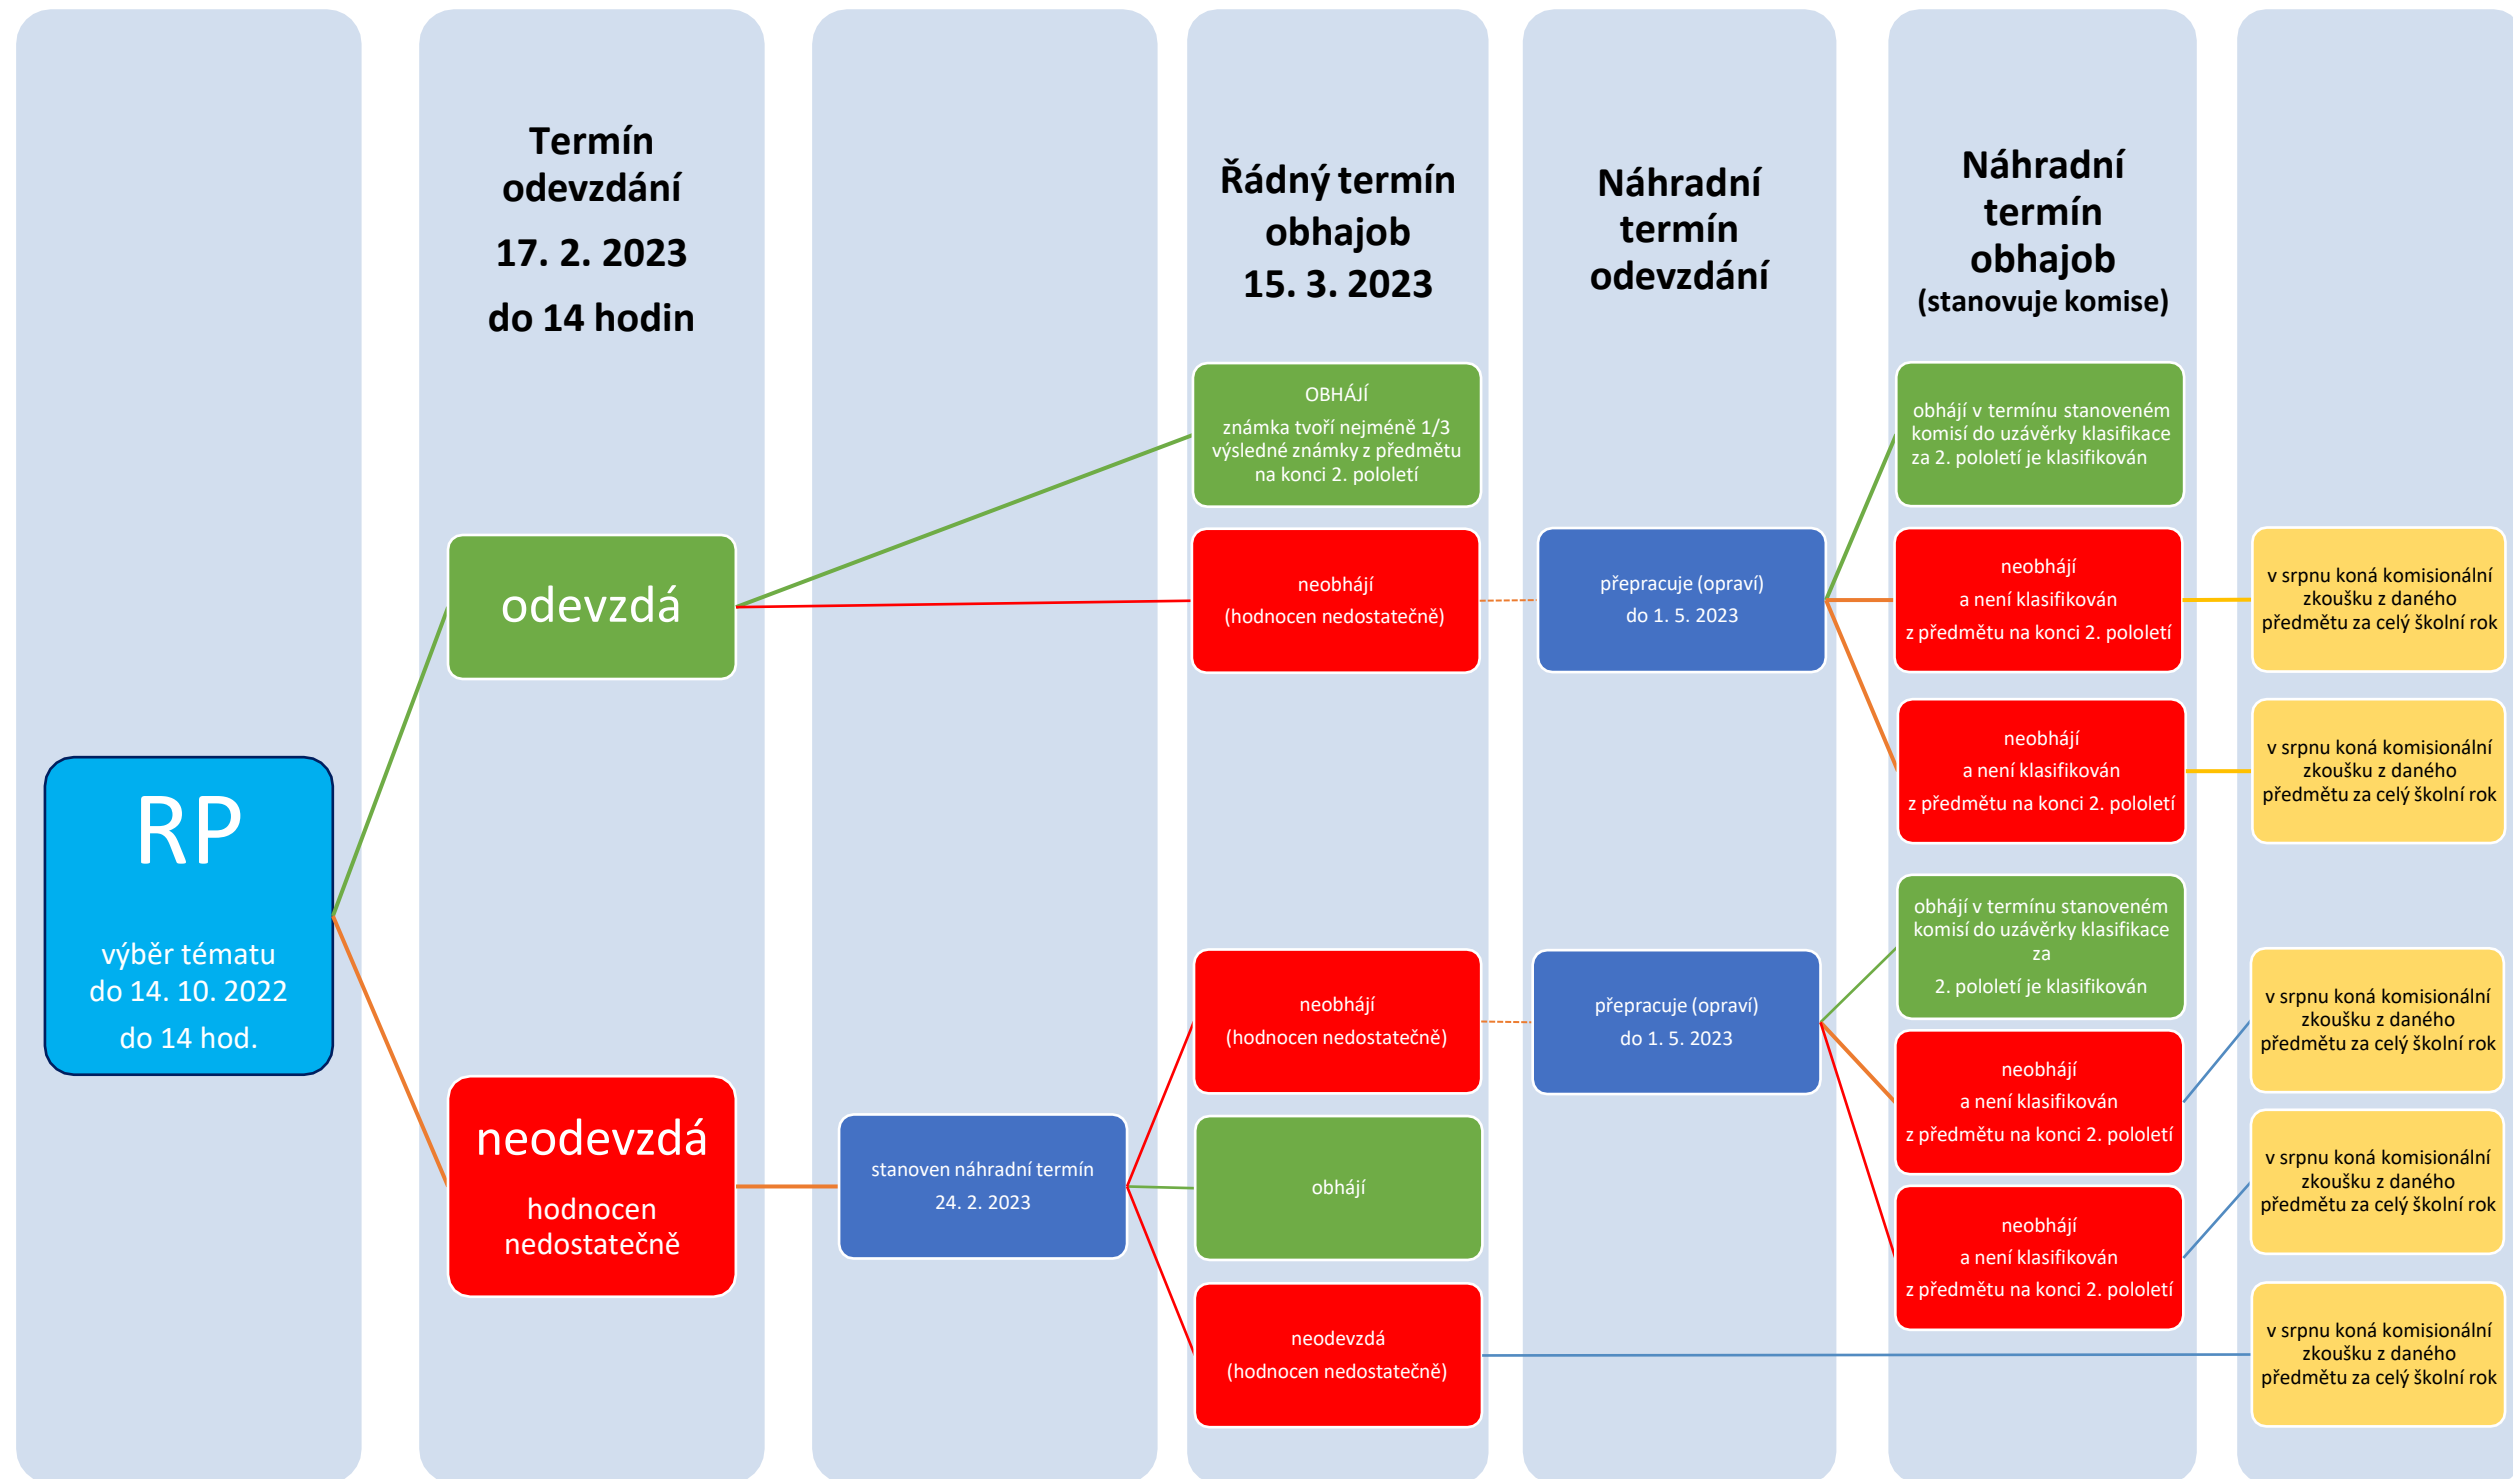 Termín
odevzdání
17. 2. 2023
do 14 hodin
Řádný termín
obhajob
15. 3. 2023
Náhradní
termín
odevzdání
Náhradní
termín
obhajob
(stanovuje komise)
RP
výběr tématu
do 14. 10. 2022
do 14 hod.
odevzdá
neodevzdá
hodnocen
nedostatečně
stanoven náhradní termín
24. 2. 2023
OBHÁJÍ
známka tvoří nejméně 1/3
výsledné známky z předmětu
na konci 2. pololetí
neobhájí
(hodnocen nedostatečně)
neobhájí
(hodnocen nedostatečně)
obhájí
neodevzdá
(hodnocen nedostatečně)
přepracuje (opraví)
do 1. 5. 2023
přepracuje (opraví)
do 1. 5. 2023
obhájí v termínu stanoveném
komisí do uzávěrky klasifikace
za 2. pololetí je klasifikován
neobhájí
a není klasifikován
z předmětu na konci 2. pololetí
neobhájí
a není klasifikován
z předmětu na konci 2. pololetí
obhájí v termínu stanoveném
komisí do uzávěrky klasifikace
za
2. pololetí je klasifikován
neobhájí
a není klasifikován
z předmětu na konci 2. pololetí
neobhájí
a není klasifikován
z předmětu na konci 2. pololetí
v srpnu koná komisionální
zkoušku z daného
předmětu za celý školní rok
v srpnu koná komisionální
zkoušku z daného
předmětu za celý školní rok
v srpnu koná komisionální
zkoušku z daného
předmětu za celý školní rok
v srpnu koná komisionální
zkoušku z daného
předmětu za celý školní rok
v srpnu koná komisionální
zkoušku z daného
předmětu za celý školní rok